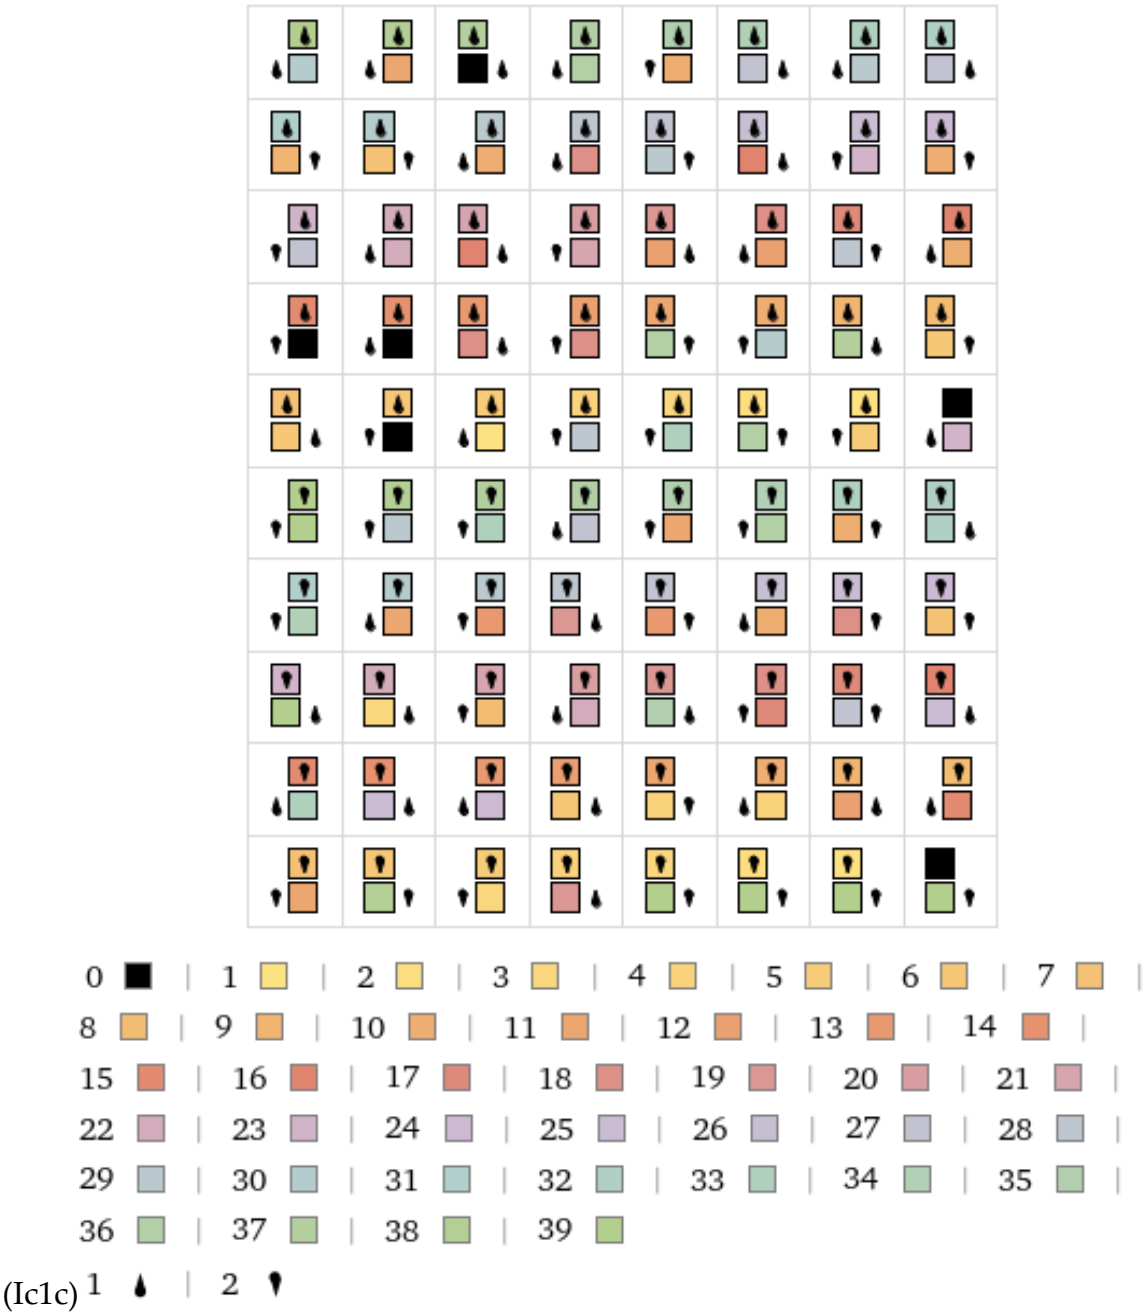 0 | 1 | 2 | 3 | 4 | 5 | 6 | 7 |
8 | 9 | 10 | 11 | 12 | 13 | 14 |
15 | 16 | 17 | 18 | 19 | 20 | 21 |
22 | 23 | 24 | 25 | 26 | 27 | 28 |
29 | 30 | 31 | 32 | 33 | 34 | 35 |
36 | 37 | 38 | 39
(Ic1c) 1 | 2